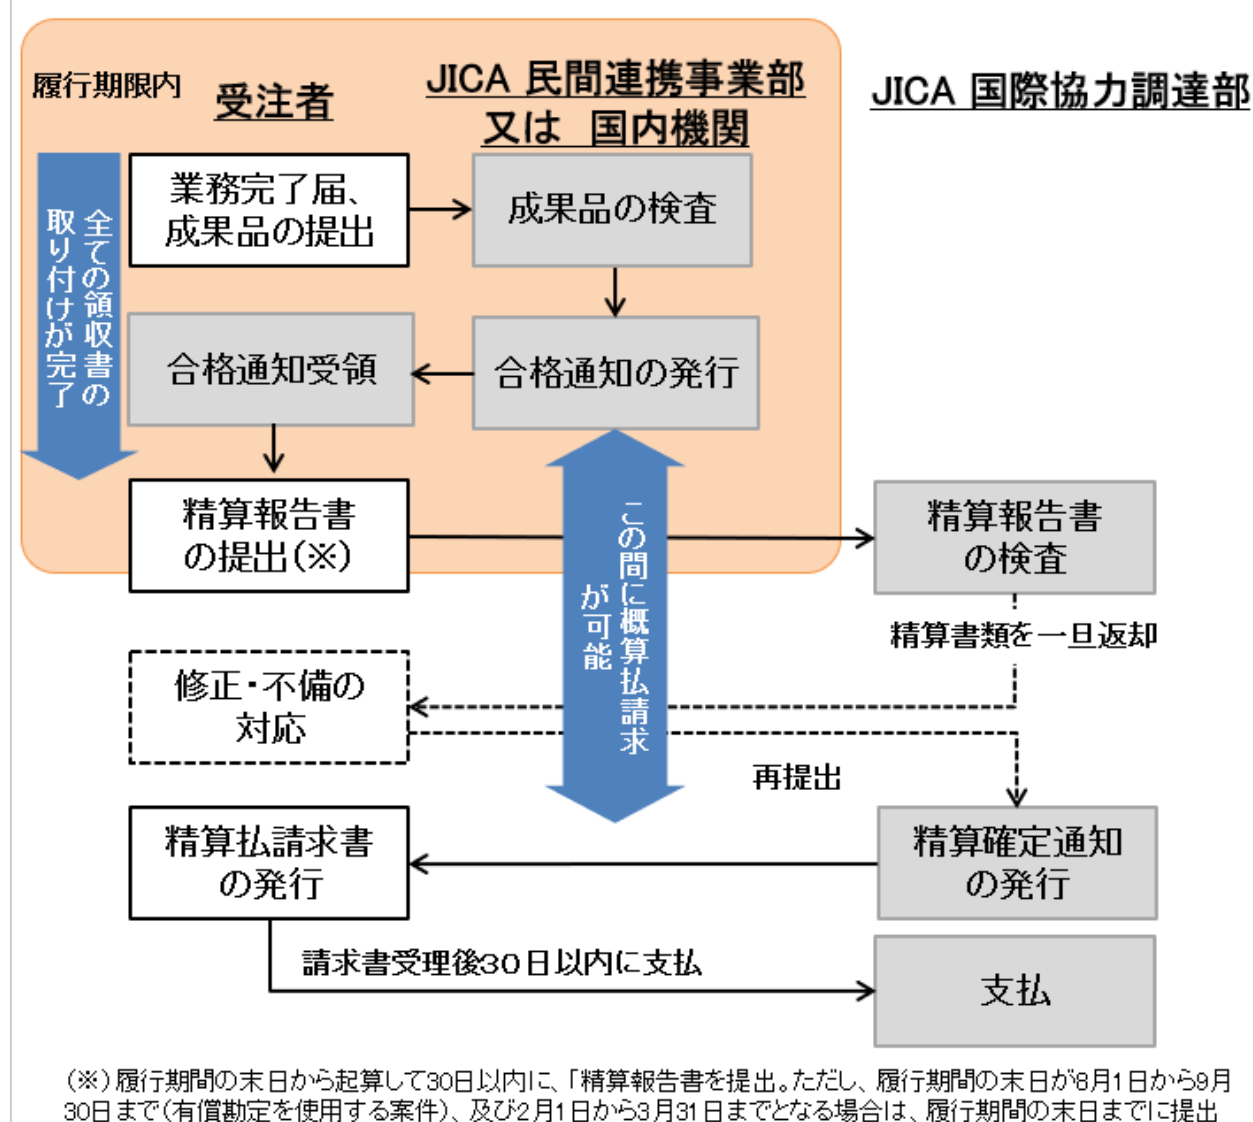 履行期限内
受注者
JICA 民間連携事業部
又は 国内機関
JICA 国際協力調達部
全ての領収書の
取り付けが完了
業務完了届、
成果品の提出
成果品の検査
合格通知受領
合格通知の発行
精算報告書
の提出(※)
この間に概算払請求
が可能
精算報告書
の検査
精算書類を一旦返却
修正・不備の
対応
再提出
精算払請求書
の発行
精算確定通知
の発行
請求書受理後30日以内に支払
支払
(※)履行期間の末日から起算して30日以内に、「精算報告書を提出。ただし、履行期間の末日が8月1日から9月
30日まで(有償勘定を使用する案件)、及び2月1日から3月31日までとなる場合は、履行期間の末日までに提出